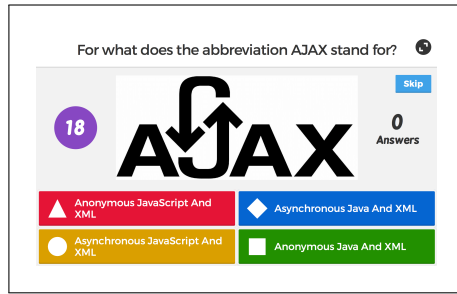 For what does the abbreviation AJAX stand for?
Skip
18
AJAX
0
Answers
Anonymous JavaScript And
XML
Asynchronous Java And XML
Asynchronous JavaScript And
XML
Anonymous Java And XML